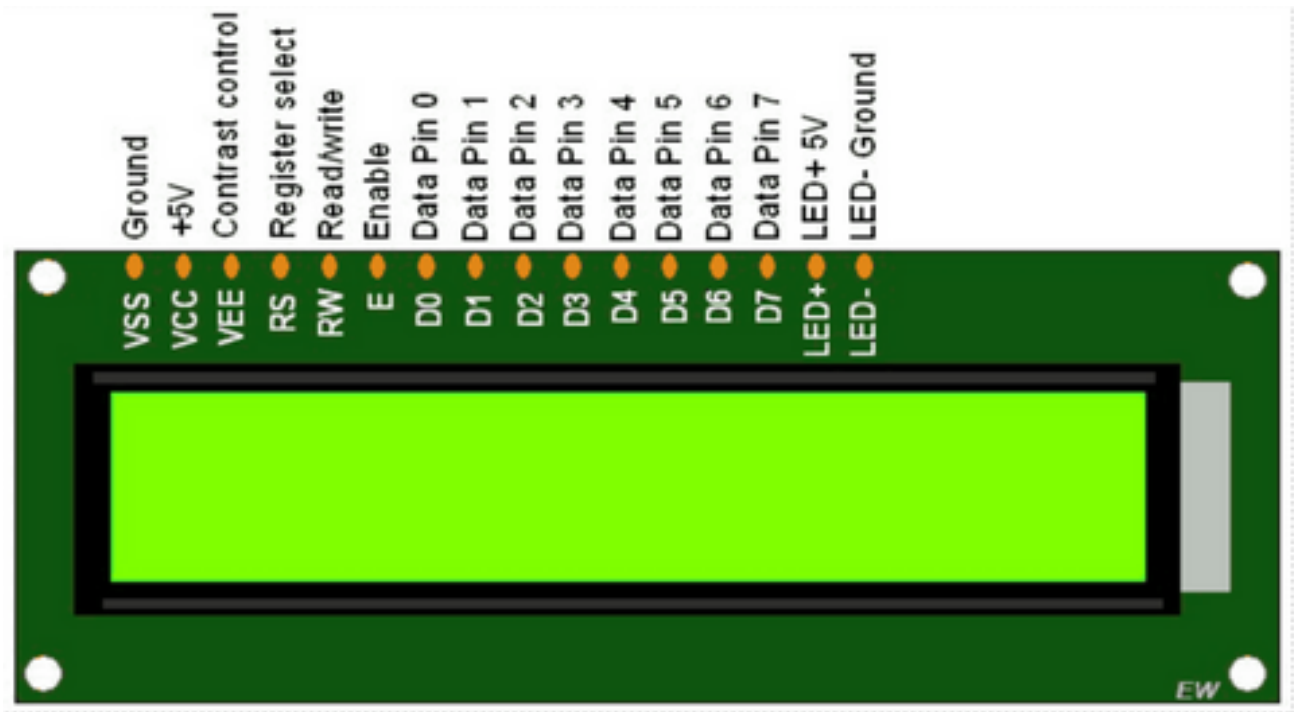 Ground
+5V
Contrast control
Register select
Read/write
Enable
Data Pin 0
Data Pin 1
Data Pin 2
Data Pin 3
Data Pin 4
Data Pin 5
Data Pin 6
Data Pin 7
LED+ 5V
LED- Ground
VSS
VCC
VEE
RS
RW
E
D0
D1
D2
D3
D4
D5
D6
D7
LED+
LED-
EW